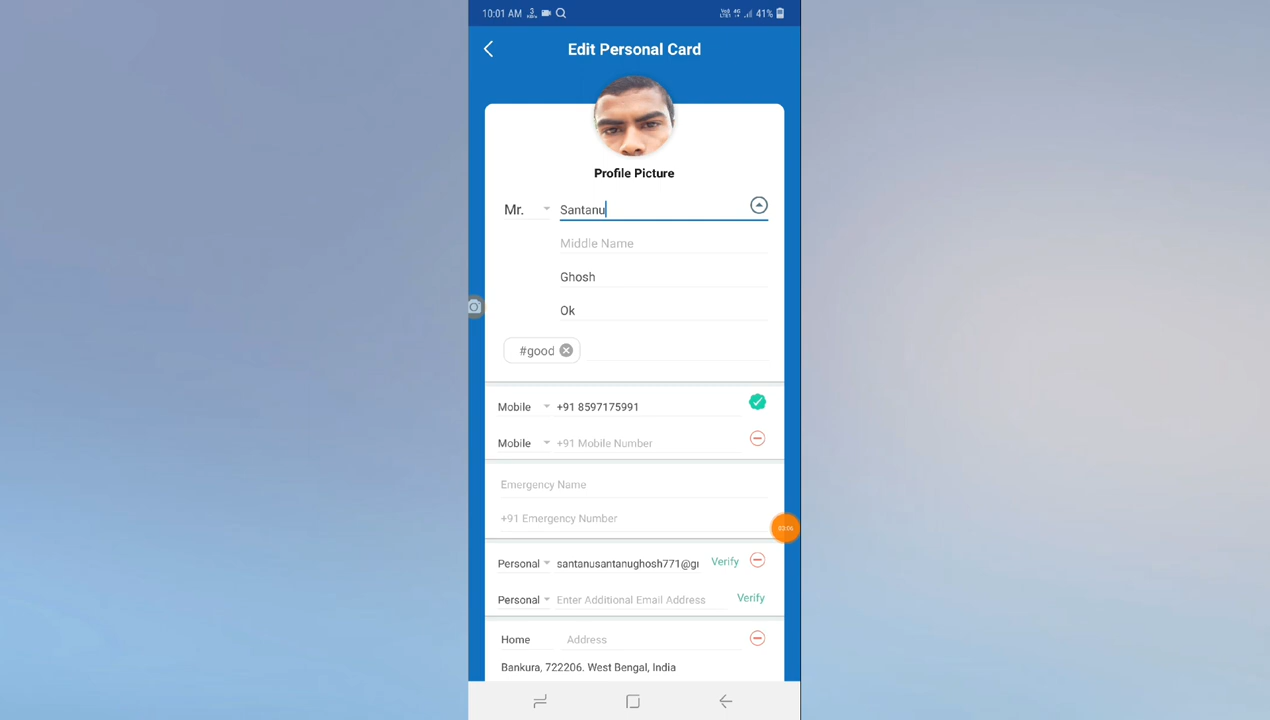 10:01 AM 41%
Edit Personal Card
Profile Picture
Mr. Santanu
Middle Name
Ghosh
Ok
#good
Mobile +91 8597175991
Mobile +91 Mobile Number
Emergency Name
+91 Emergency Number
03:06
Personal santanusantanughosh771@g Verify
Personal Enter Additional Email Address Verify
Home Address
Bankura, 722206. West Bengal, India